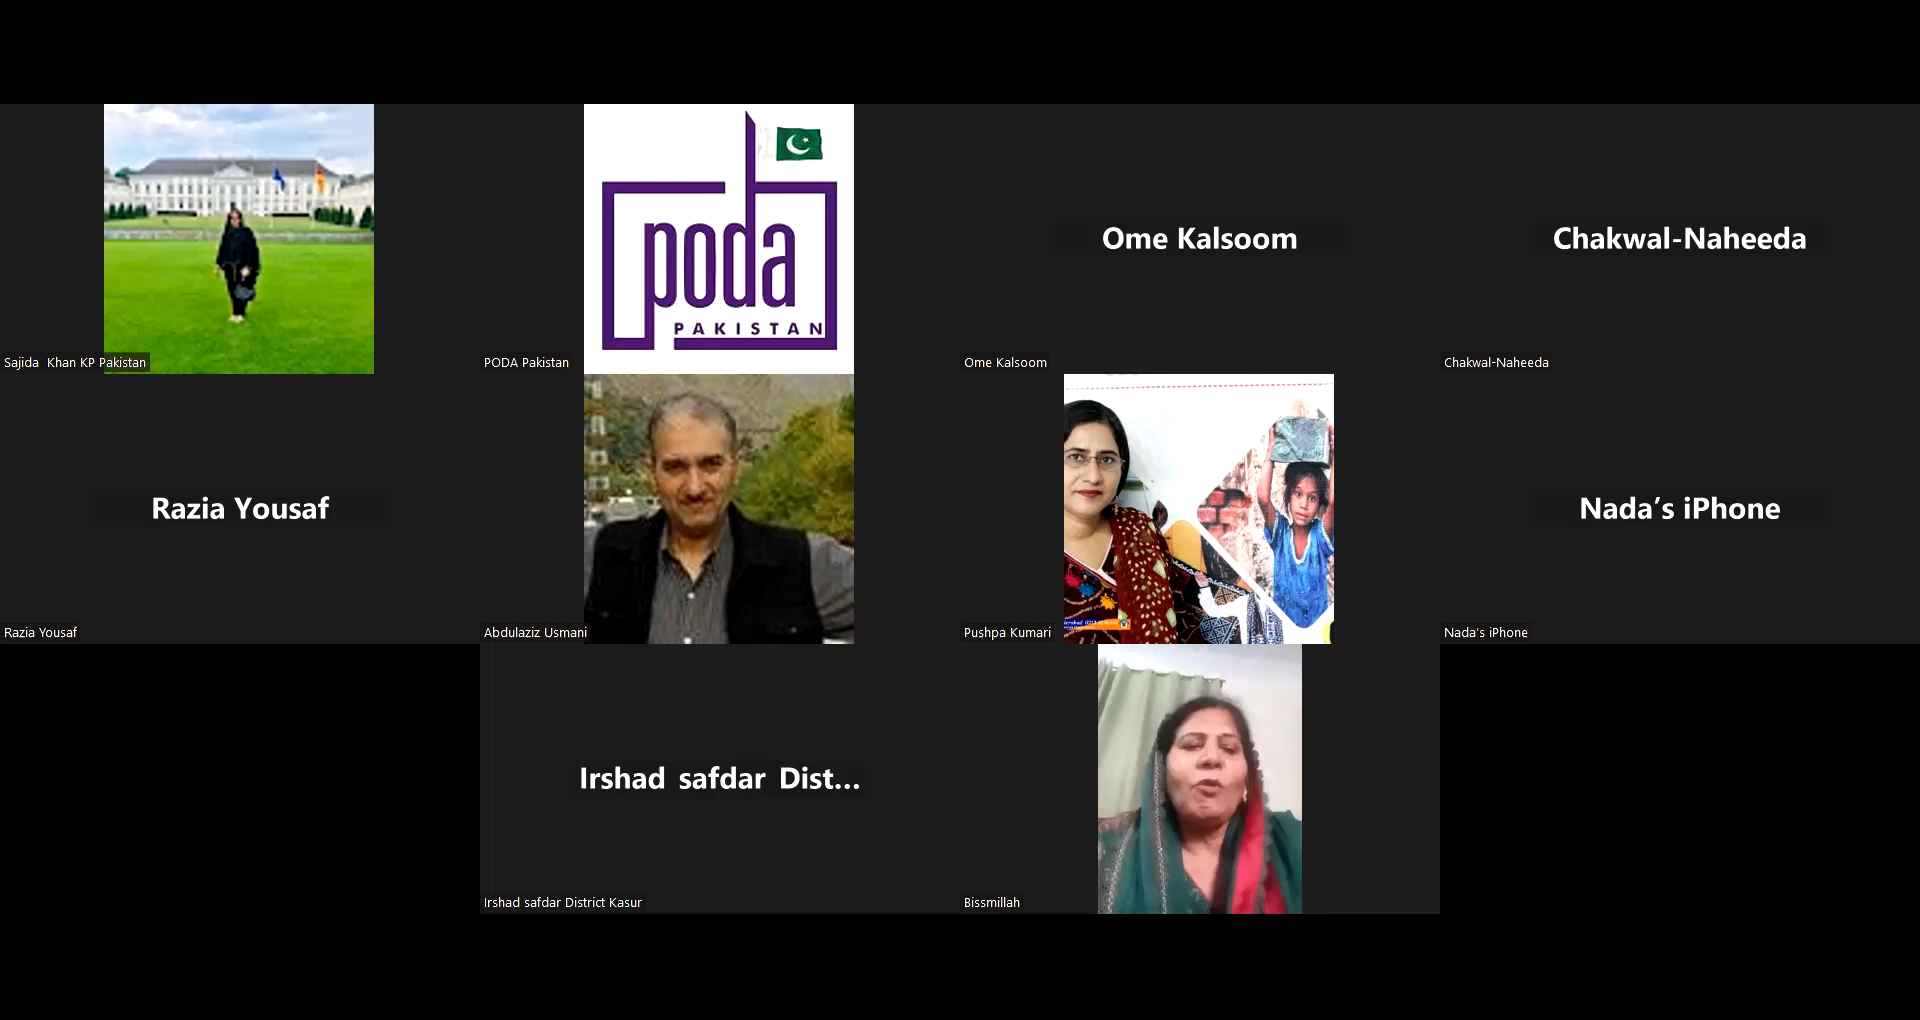 Sajida  Khan KP Pakistan
poda
PAKISTAN
PODA Pakistan
Ome Kalsoom
Ome Kalsoom
Chakwal-Naheeda
Chakwal-Naheeda
Razia Yousaf
Razia Yousaf
Abdulaziz Usmani
Pushpa Kumari
Nada’s iPhone
Nada's iPhone
Irshad safdar Dist...
Irshad safdar District Kasur
Bissmillah